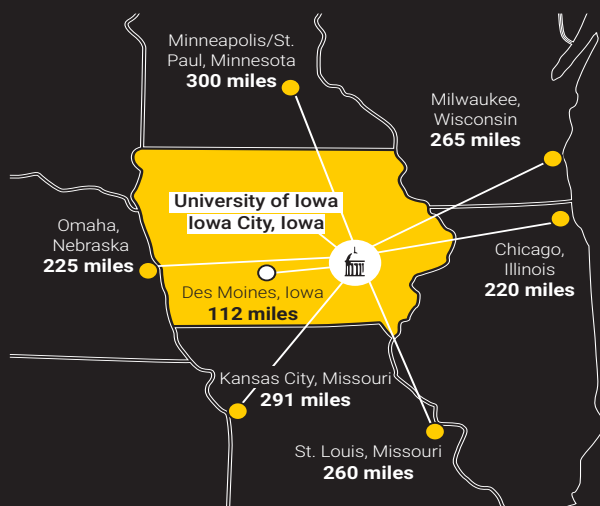 Minneapolis/St.
Paul, Minnesota
300 miles
Milwaukee,
Wisconsin
265 miles
University of Iowa
Iowa City, Iowa
Omaha,
Nebraska
225 miles
Chicago,
Illinois
220 miles
Des Moines, Iowa
112 miles
Kansas City, Missouri
291 miles
St. Louis, Missouri
260 miles